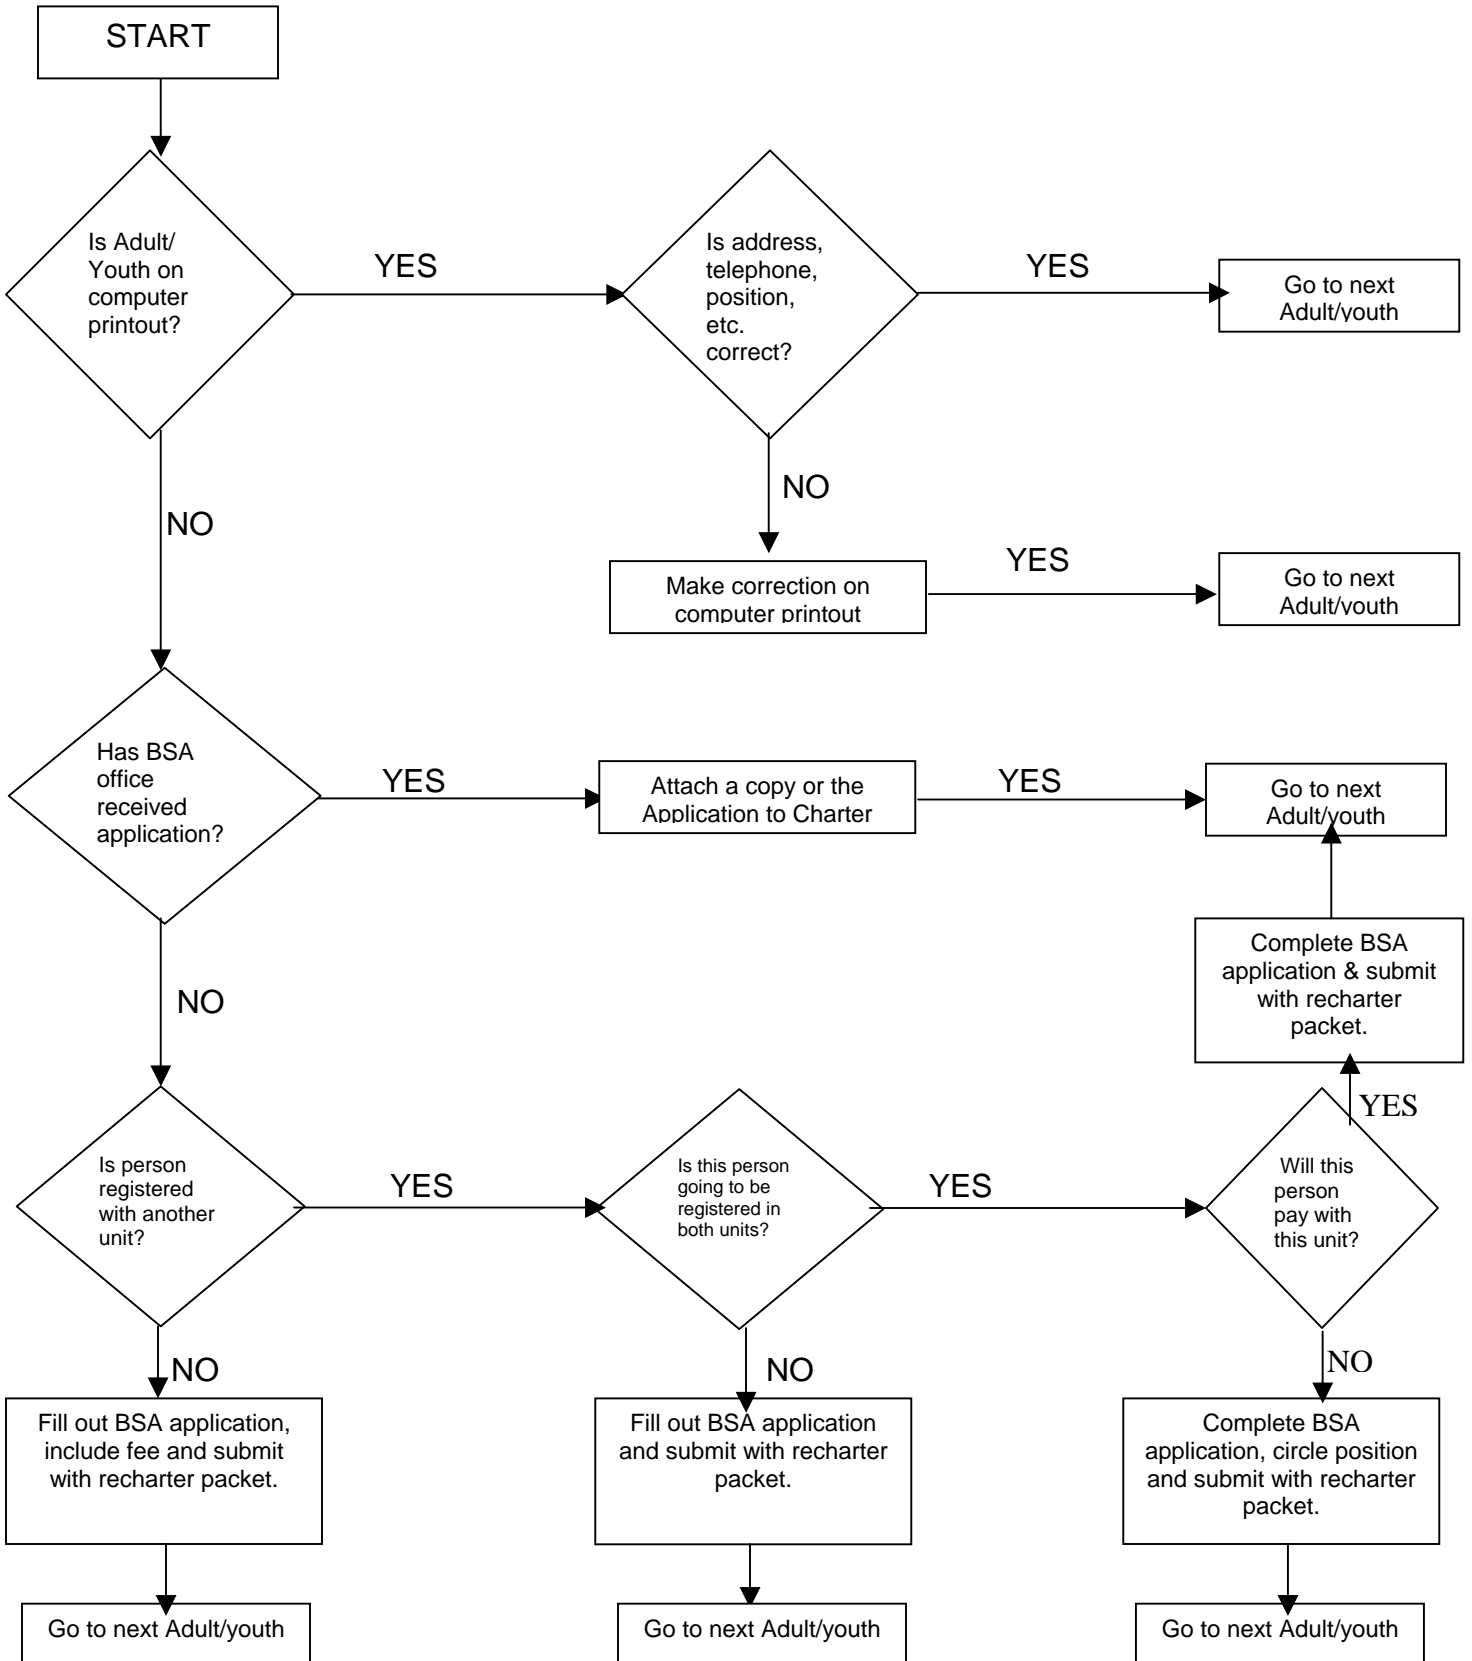 START
Is Adult/
Youth on
computer
printout?
YES
Is address,
telephone,
position,
etc.
correct?
YES
Go to next
Adult/youth
NO
NO
Make correction on
computer printout
YES
Go to next
Adult/youth
Has BSA
office
received
application?
YES
Attach a copy or the
Application to Charter
YES
Go to next
Adult/youth
Complete BSA
application & submit
with recharter
packet.
NO
YES
Is person
registered
with another
unit?
YES
Is this person
going to be
registered in
both units?
YES
Will this
person
pay with
this unit?
NO
NO
NO
Fill out BSA application,
include fee and submit
with recharter packet.
Fill out BSA application
and submit with recharter
packet.
Complete BSA
application, circle position
and submit with recharter
packet.
Go to next Adult/youth
Go to next Adult/youth
Go to next Adult/youth